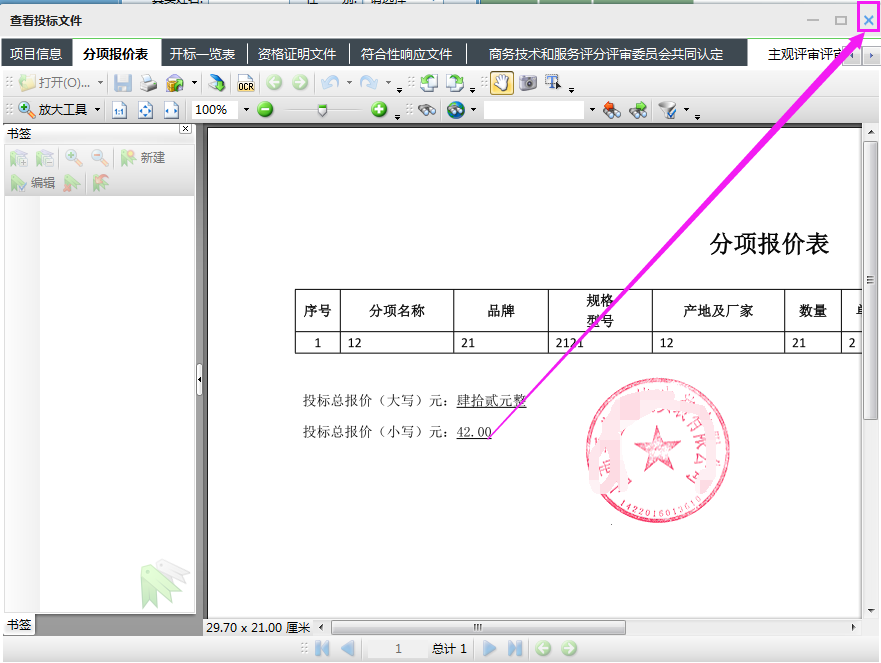 查看投标文件
项目信息 分项报价表 开标一览表 资格证明文件 符合性响应文件 商务技术和服务评分评审委员会共同认定 主观评审评审
打开(O)... OCR
放大工具 1:1 100%
书签
新建
编辑
分项报价表
序号 分项名称 品牌 规格型号 产地及厂家 数量
1 12 21 2121 12 21 2
投标总报价（大写）元：肆拾贰元整
投标总报价（小写）元：42.00
书签
29.70 x 21.00 厘米
1 总计 1